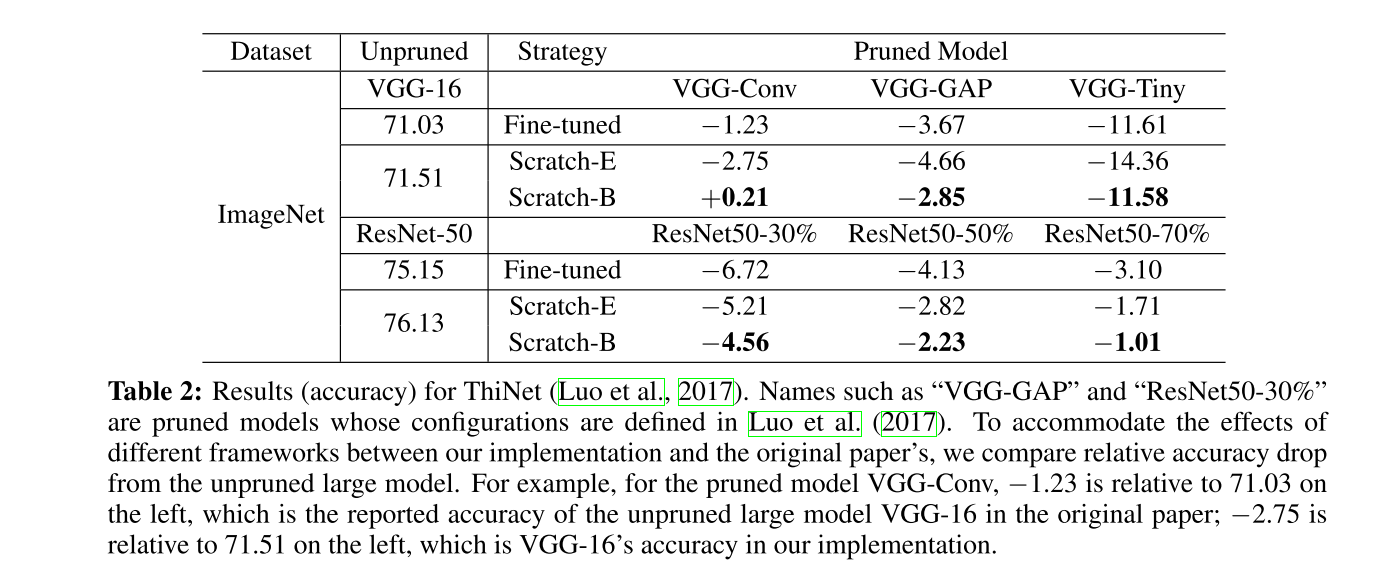 Dataset Unpruned Strategy Pruned Model
VGG-16 VGG-Conv VGG-GAP VGG-Tiny
71.03 Fine-tuned −1.23 −3.67 −11.61
71.51 Scratch-E −2.75 −4.66 −14.36
Scratch-B +0.21 −2.85 −11.58
ImageNet
ResNet-50 ResNet50-30% ResNet50-50% ResNet50-70%
75.15 Fine-tuned −6.72 −4.13 −3.10
76.13 Scratch-E −5.21 −2.82 −1.71
Scratch-B −4.56 −2.23 −1.01
Table 2: Results (accuracy) for ThiNet (Luo et al., 2017). Names such as “VGG-GAP” and “ResNet50-30%”
are pruned models whose configurations are defined in Luo et al. (2017). To accommodate the effects of
different frameworks between our implementation and the original paper’s, we compare relative accuracy drop
from the unpruned large model. For example, for the pruned model VGG-Conv, −1.23 is relative to 71.03 on
the left, which is the reported accuracy of the unpruned large model VGG-16 in the original paper; −2.75 is
relative to 71.51 on the left, which is VGG-16’s accuracy in our implementation.